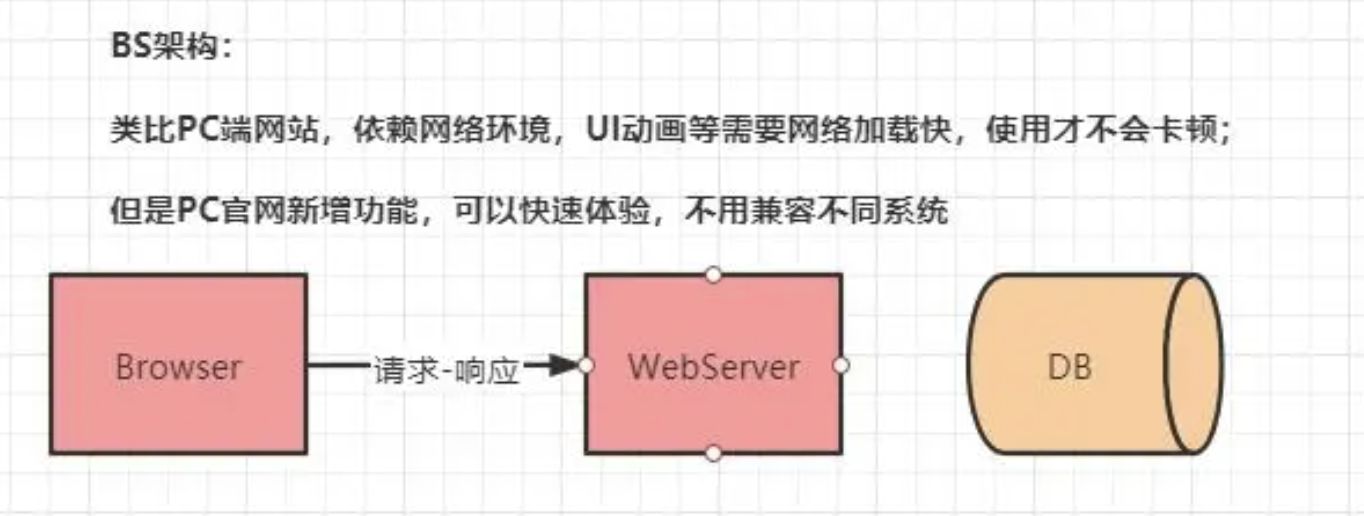 BS架构：
类比PC端网站，依赖网络环境，UI动画等需要网络加载快，使用才不会卡顿；
但是PC官网新增功能，可以快速体验，不用兼容不同系统
Browser
请求-响应
WebServer
DB